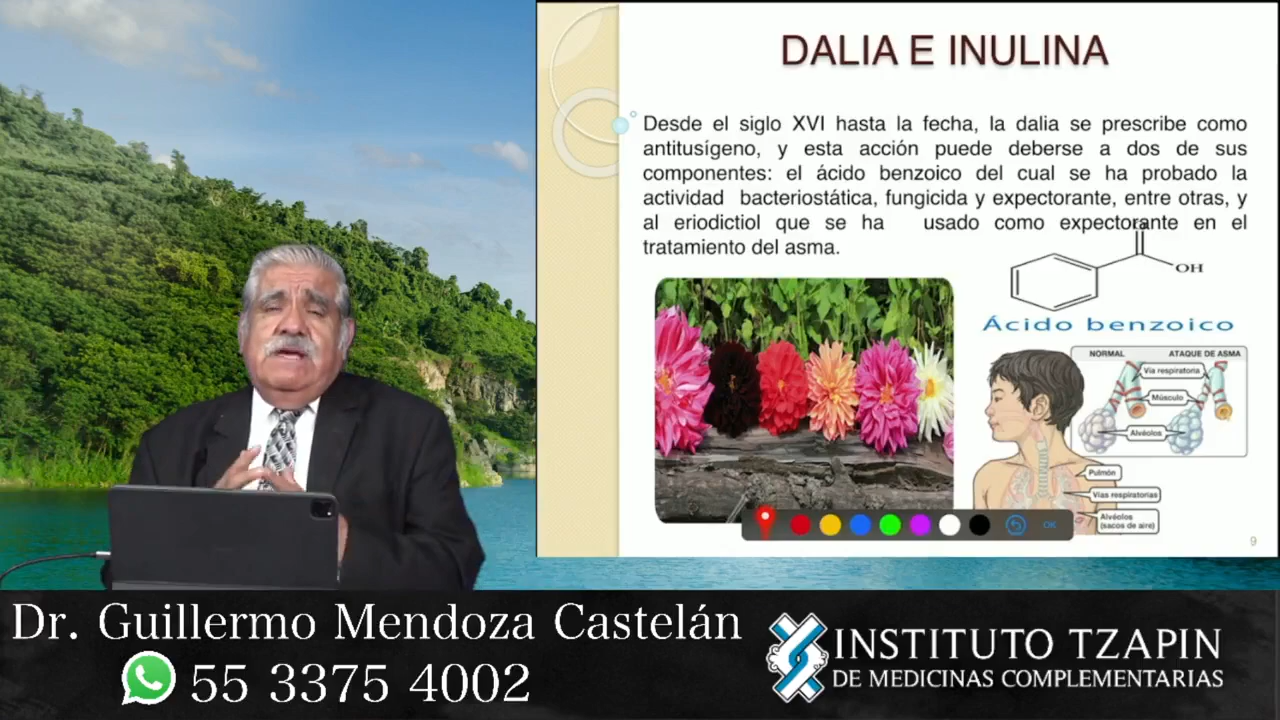 DALIA E INULINA
Desde el siglo XVI hasta la fecha, la dalia se prescribe como
antitusígeno, y esta acción puede deberse a dos de sus
componentes: el ácido benzoico del cual se ha probado la
actividad bacteriostática, fungicida y expectorante, entre otras, y
al eriodictiol que se ha usado como expectorante en el
tratamiento del asma.
OH
Ácido benzoico
NORMAL
ATAQUE DE ASMA
Vía respiratoria
Músculo
Alvéolos
Pulmón
Vías respiratorias
Alvéolos
(sacos de aire)
OK
9
Dr. Guillermo Mendoza Castelán
55 3375 4002
INSTITUTO TZAPIN
DE MEDICINAS COMPLEMENTARIAS